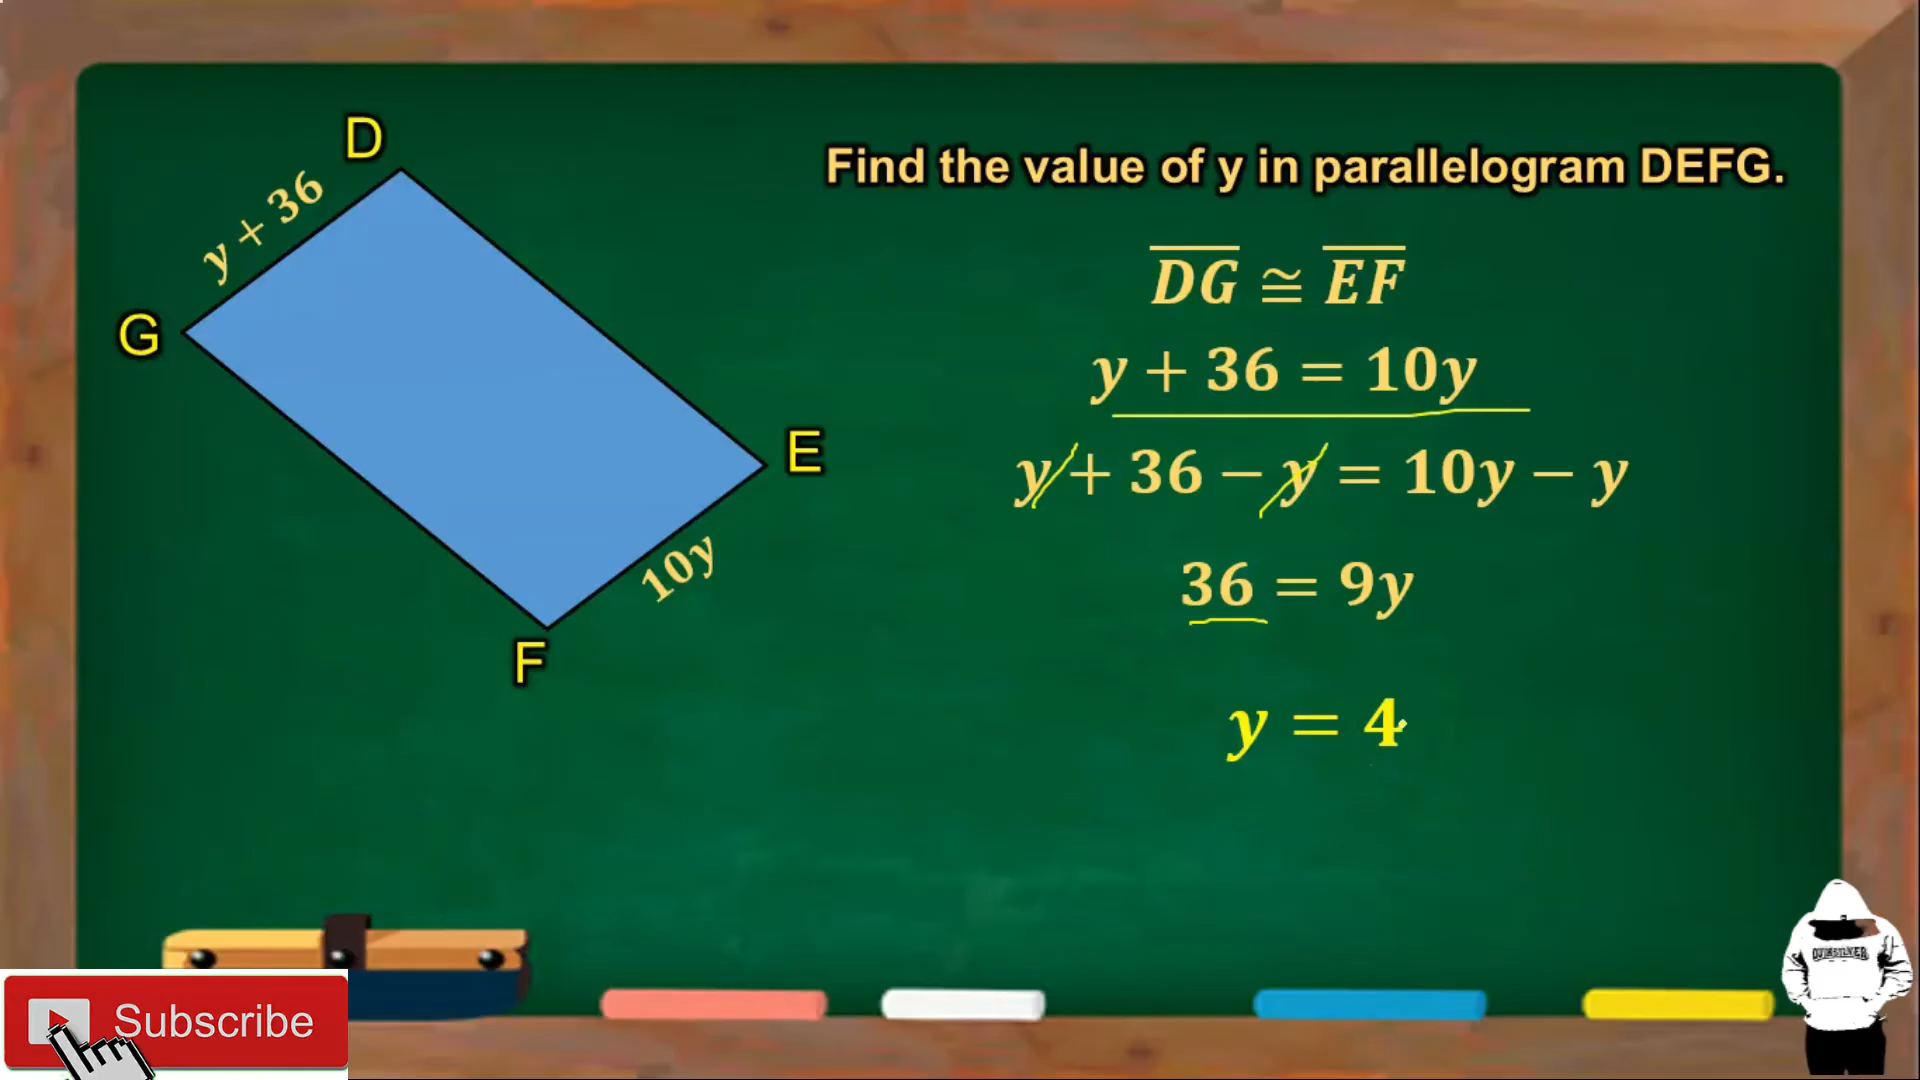 D
y + 36
G
E
10y
F
Find the value of y in parallelogram DEFG.
DG ≅ EF
y + 36 = 10y
y + 36 − y = 10y − y
36 = 9y
y = 4
Subscribe
QUIKSILVER